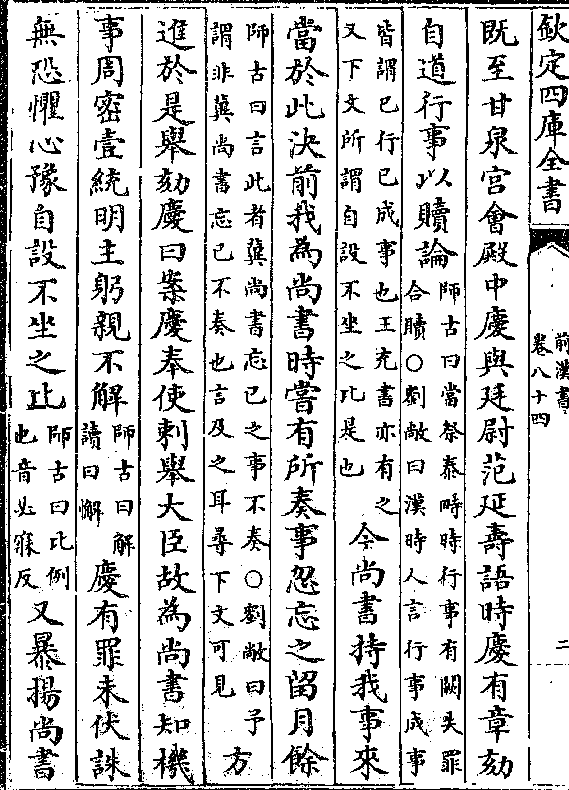 欽定四庫全書
前漢書
卷八十四
二
既至甘泉宮會殿中慶與廷尉范延壽語時慶有章劾
自道行事以贖論
師古曰當祭泰畤時行事有闕失罪
合贖○劉敞曰漢時人言行事成事
皆謂已行已成事也王充書亦有之
又下文所謂自設不坐之比是也
今尚書持我事來
當於此決前我為尚書時嘗有所奏事忽忘之留月餘
師古曰言此者冀尚書忘已之事不奏○劉敞曰予
謂非冀尚書忘已不奏也言及之耳尋下文可見
方
進於是舉劾慶曰案慶奉使刺舉大臣故為尚書知機
事周密壹統明主躬親不解
師古曰解
讀曰懈
慶有罪未伏誅
無恐懼心豫自設不坐之比
師古曰比例
也音必寐反
又暴揚尚書